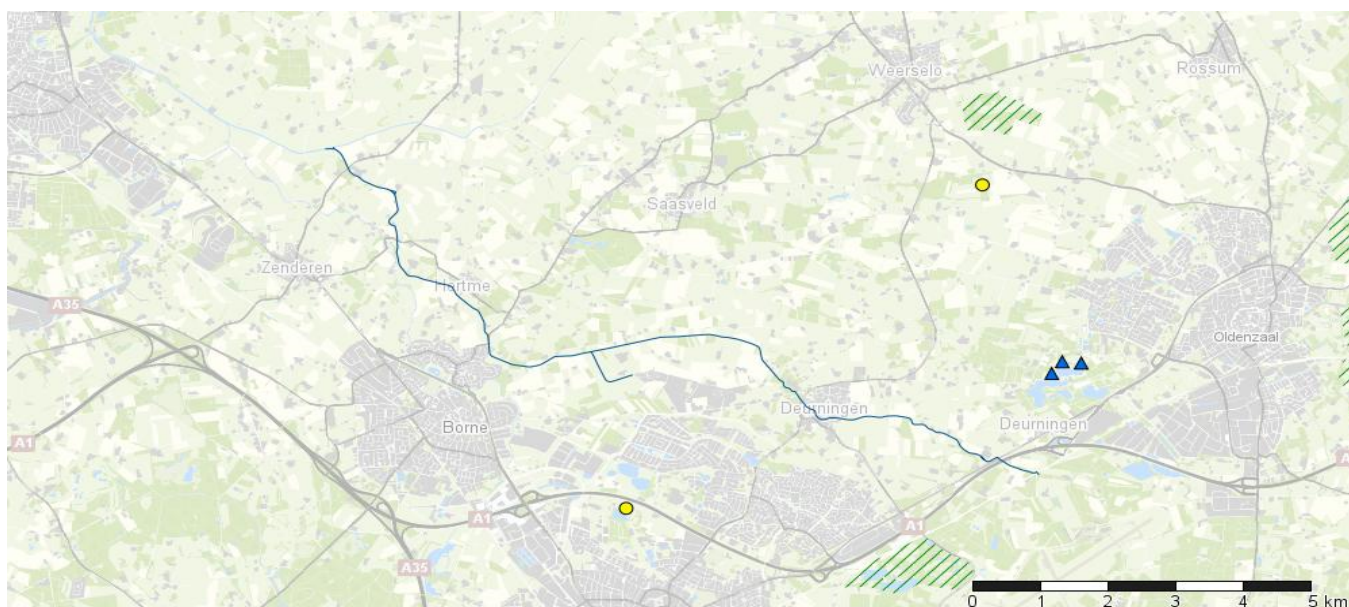 Weerselo
Rossum
Saasveld
Zenderen
Hertme
A35
Oldenzaal
Deurningen
Borne
Deurningen
A1
A1
A1
A1
A35
0 1 2 3 4 5 km